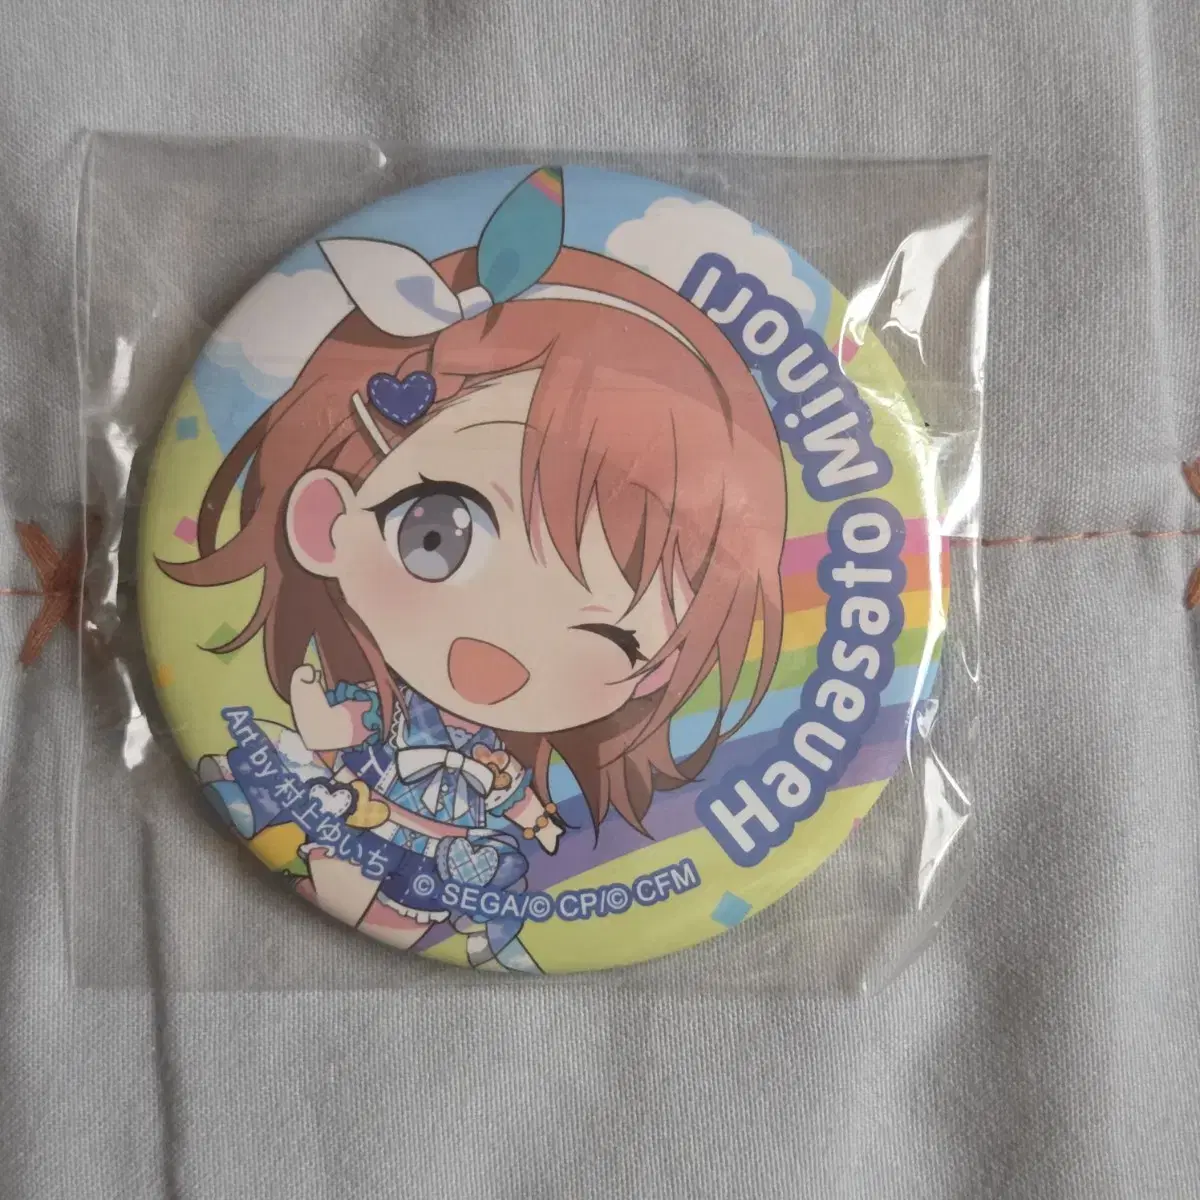 Hanasato Minori
Art by 村上ゆいち
© SEGA/© CP/© CFM